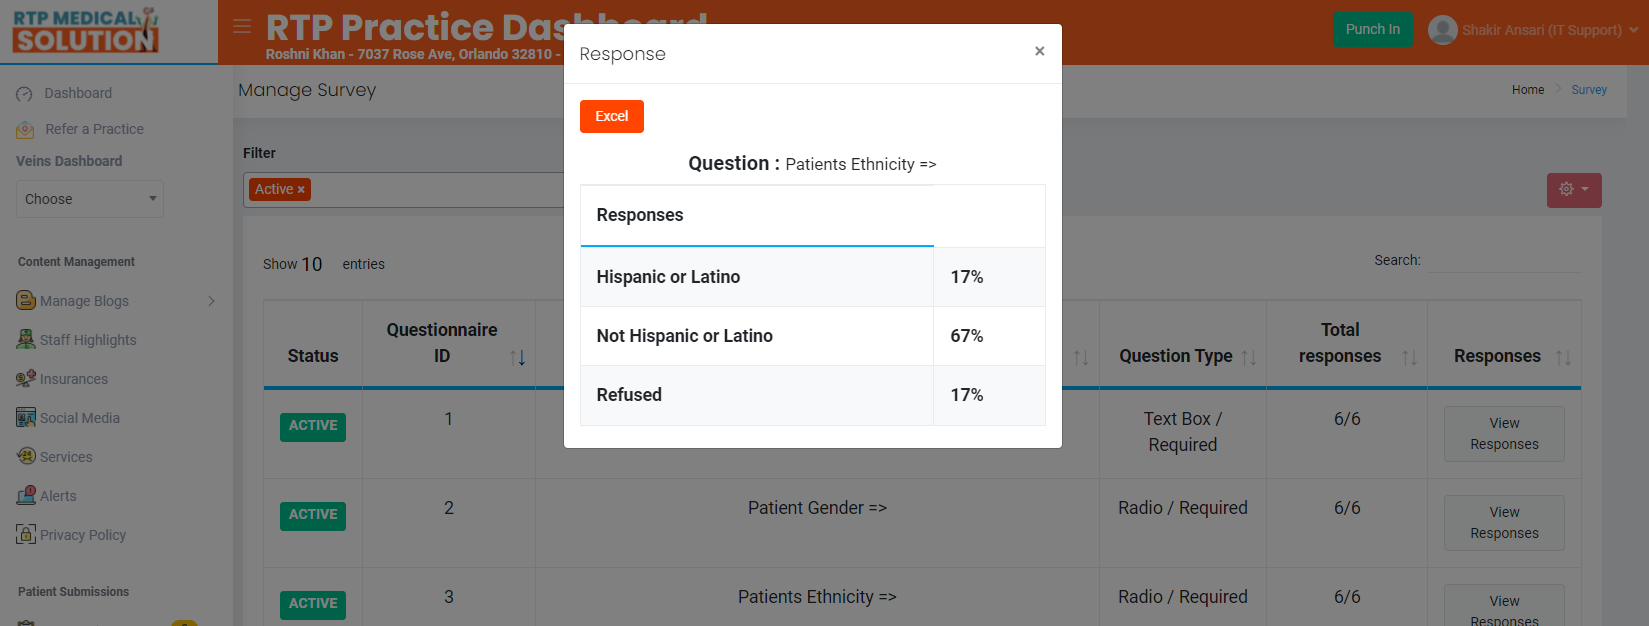 RTP MEDICAL
SOLUTION
RTP Practice Das
Roshni Khan - 7037 Rose Ave, Orlando 32810 -
Punch In
Shakir Ansari (IT Support)
Dashboard
Refer a Practice
Veins Dashboard
Choose
Content Management
Manage Blogs
Staff Highlights
Insurances
Social Media
Services
Alerts
Privacy Policy
Patient Submissions
Manage Survey
Home
Survey
Filter
Active ×
Show 10 entries
Search:
Status
Questionnaire
ID
Question Type
Total
responses
Responses
ACTIVE
1
Text Box /
Required
6/6
View
Responses
ACTIVE
2
Patient Gender =>
Radio / Required
6/6
View
Responses
ACTIVE
3
Patients Ethnicity =>
Radio / Required
6/6
View
Responses
Response
×
Excel
Question : Patients Ethnicity =>
Responses
Hispanic or Latino 17%
Not Hispanic or Latino 67%
Refused 17%